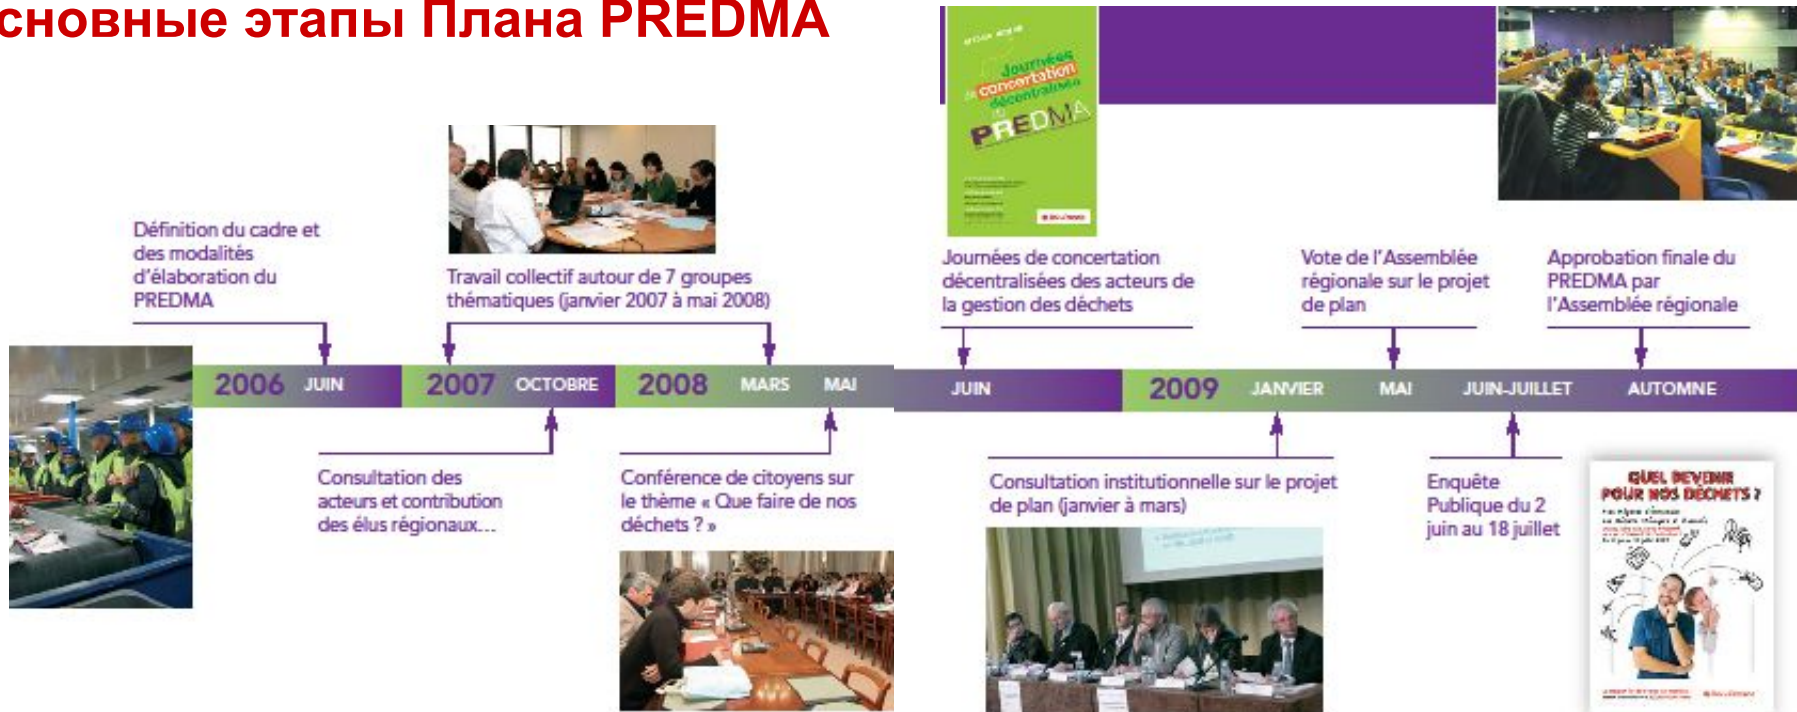 сновные этапы Плана PREDMA
Journées
de concertation
décentralisée
PREDMA
Définition du cadre et
des modalités
d'élaboration du
PREDMA
Travail collectif autour de 7 groupes
thématiques (janvier 2007 à mai 2008)
Journées de concertation
décentralisées des acteurs de
la gestion des déchets
Vote de l'Assemblée
régionale sur le projet
de plan
Approbation finale du
PREDMA par
l'Assemblée régionale
2006 JUIN 2007 OCTOBRE 2008 MARS MAI JUIN 2009 JANVIER MAI JUIN-JUILLET AUTOMNE
Consultation des
acteurs et contribution
des élus régionaux...
Conférence de citoyens sur
le thème « Que faire de nos
déchets ? »
Consultation institutionnelle sur le projet
de plan (janvier à mars)
Enquête
Publique du 2
juin au 18 juillet
QUEL DEVENIR
POUR NOS DÉCHETS ?